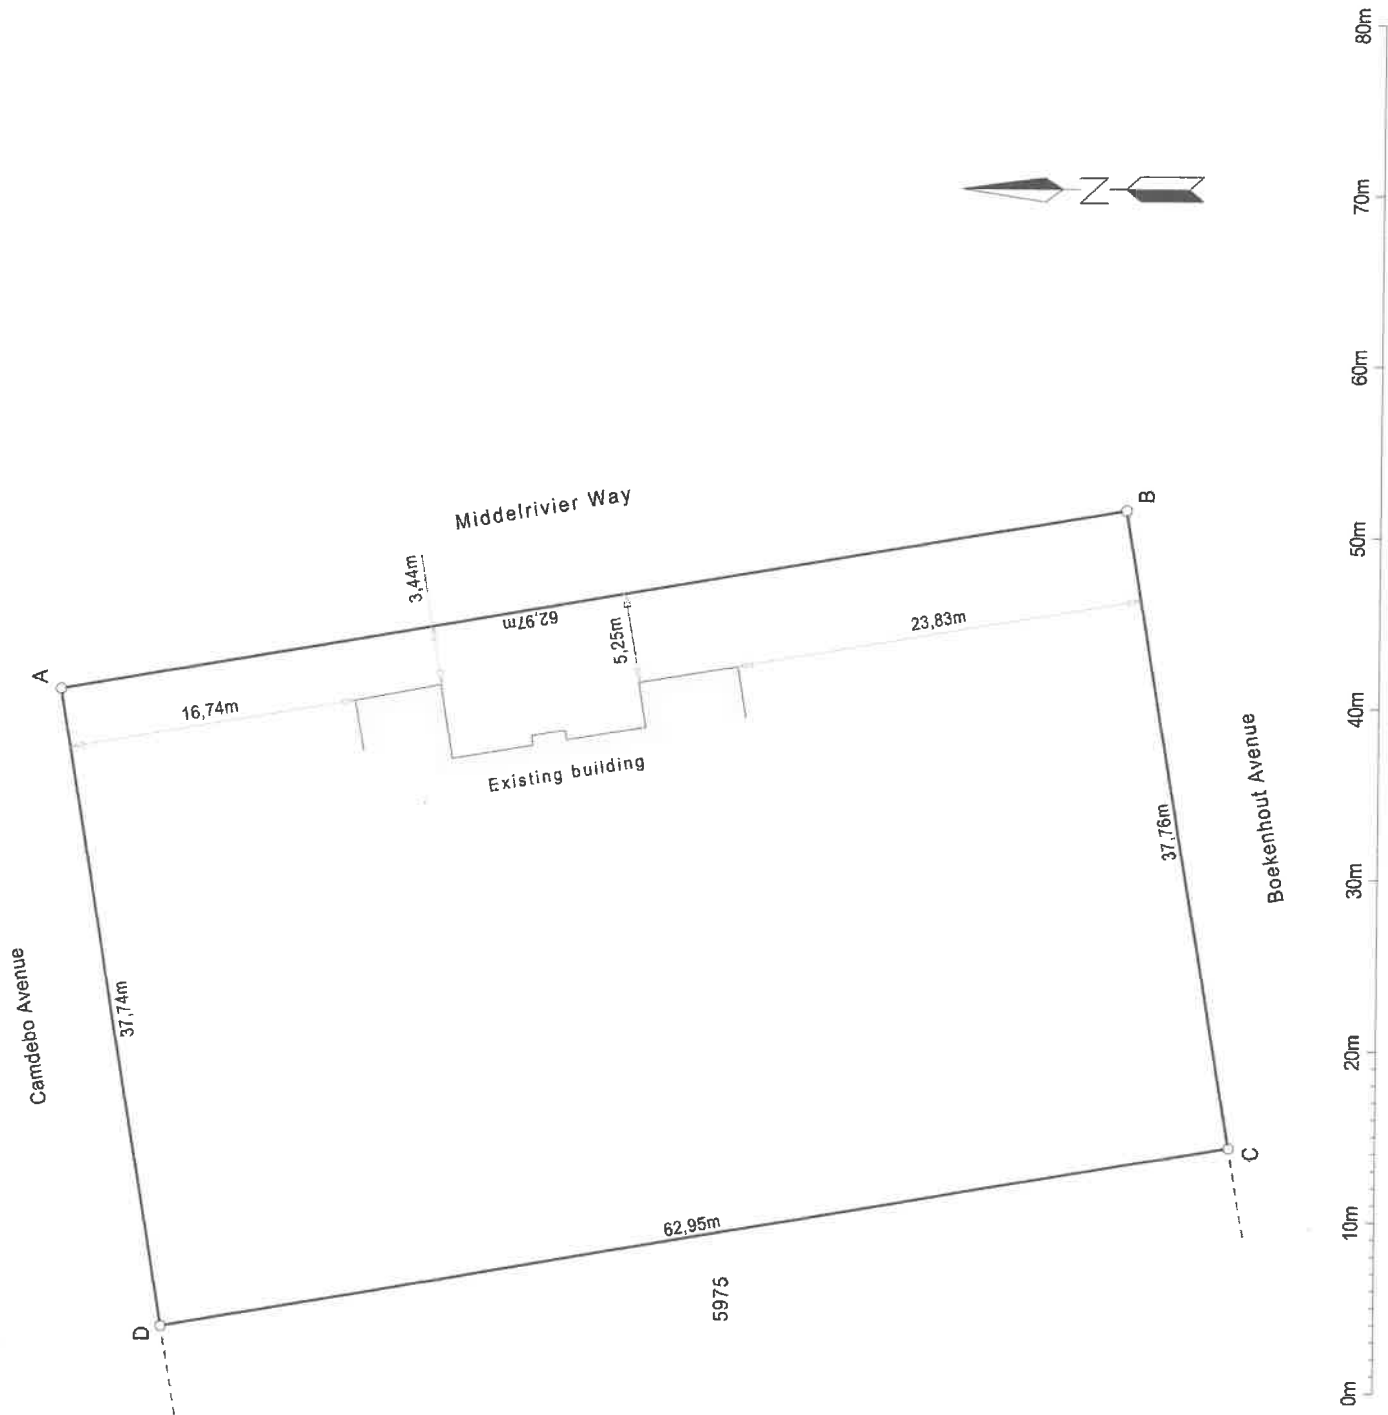 Middelrivier Way
A
B
3,44m
62,97m
5,25m
23,83m
16,74m
Existing building
Camdebo Avenue
37,74m
37,76m
Boekenhout Avenue
62,95m
D
C
5975
N
0m
10m
20m
30m
40m
50m
60m
70m
80m